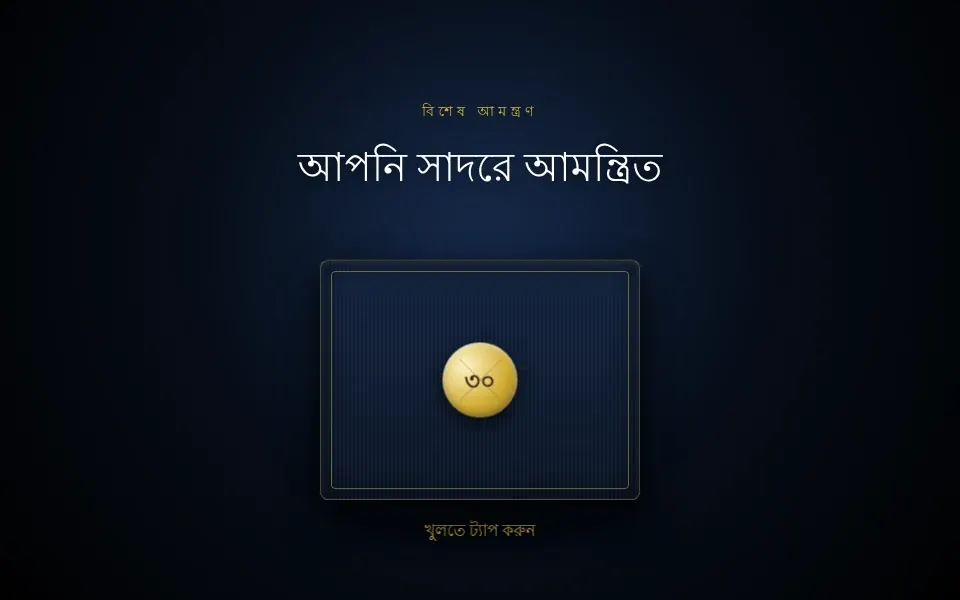 বিশেষ আমন্ত্রণ
আপনি সাদরে আমন্ত্রিত
৩০
খুলতে ট্যাপ করুন